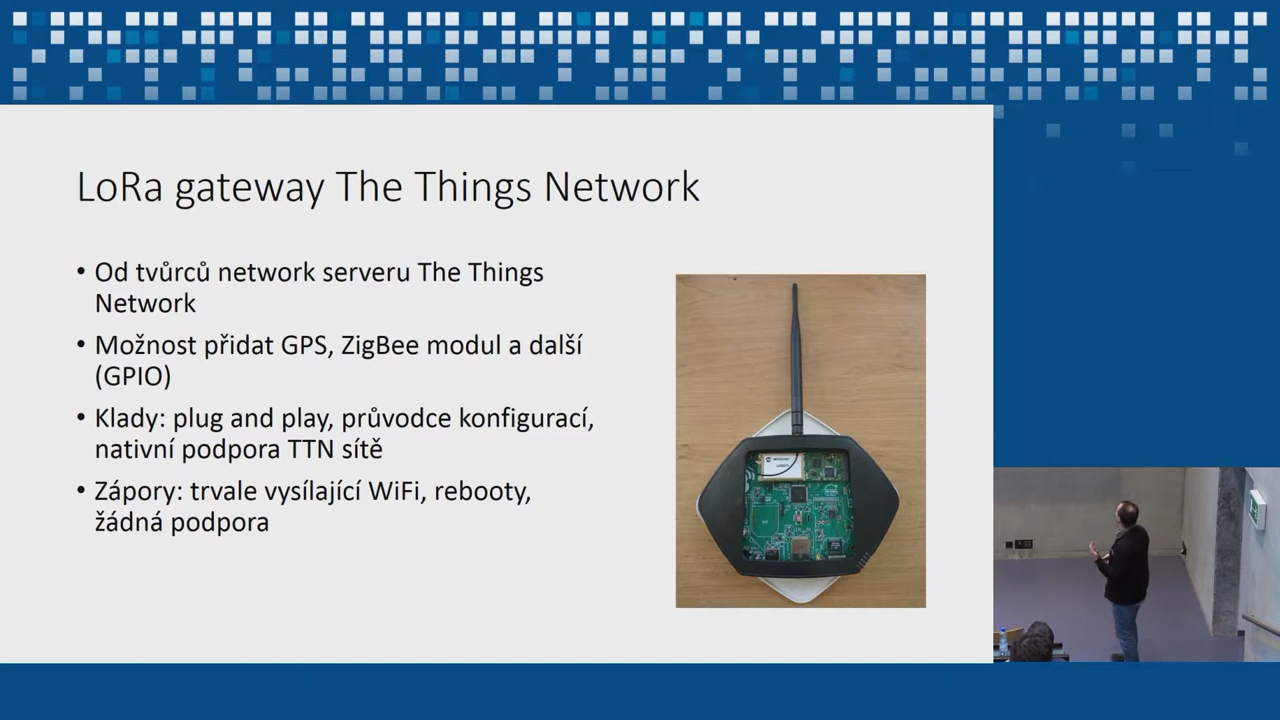 LoRa gateway The Things Network
• Od tvůrců network serveru The Things
Network
• Možnost přidat GPS, ZigBee modul a další
(GPIO)
• Klady: plug and play, průvodce konfigurací,
nativní podpora TTN sítě
• Zápory: trvale vysílající WiFi, rebooty,
žádná podpora